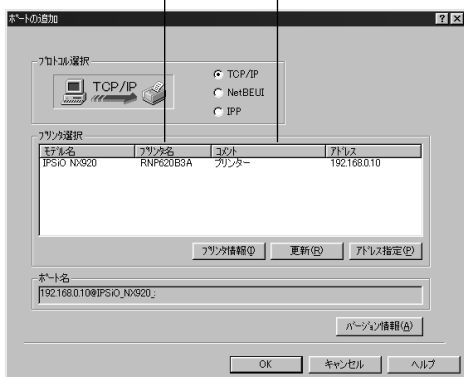 ポートの追加
プロトコル選択
TCP/IP
TCP/IP
NetBEUI
IPP
プリンタ選択
モデル名 プリンタ名 コメント アドレス
IPSiO NX920 RNP620B3A プリンター 192.168.0.10
プリンタ情報(I) 更新(R) アドレス指定(P)
ポート名
192.168.0.10@IPSiO_NX920_:
バージョン情報(A)
OK キャンセル ヘルプ